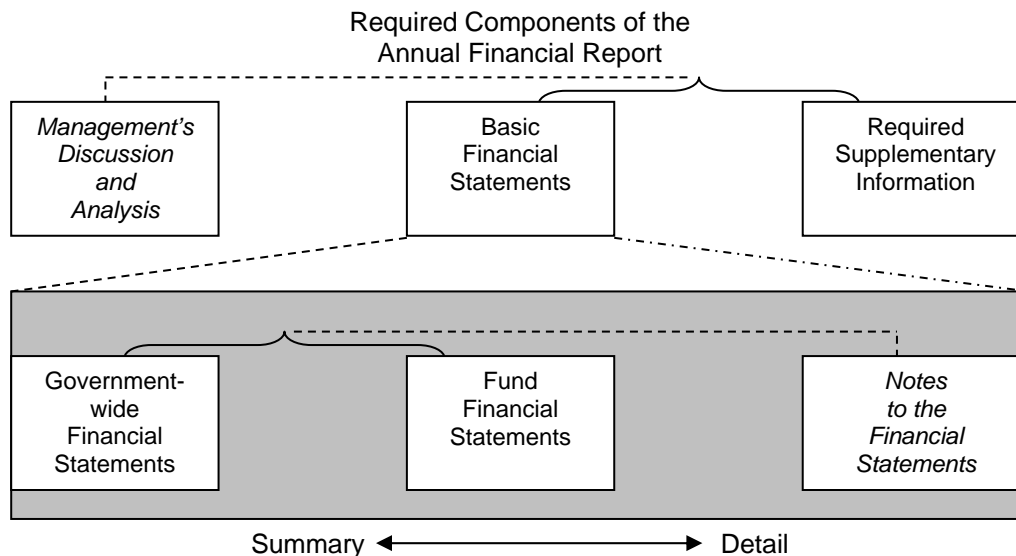 Required Components of the
Annual Financial Report
Management's
Discussion
and
Analysis
Basic
Financial
Statements
Required
Supplementary
Information
Government-
wide
Financial
Statements
Fund
Financial
Statements
Notes
to the
Financial
Statements
Summary
Detail